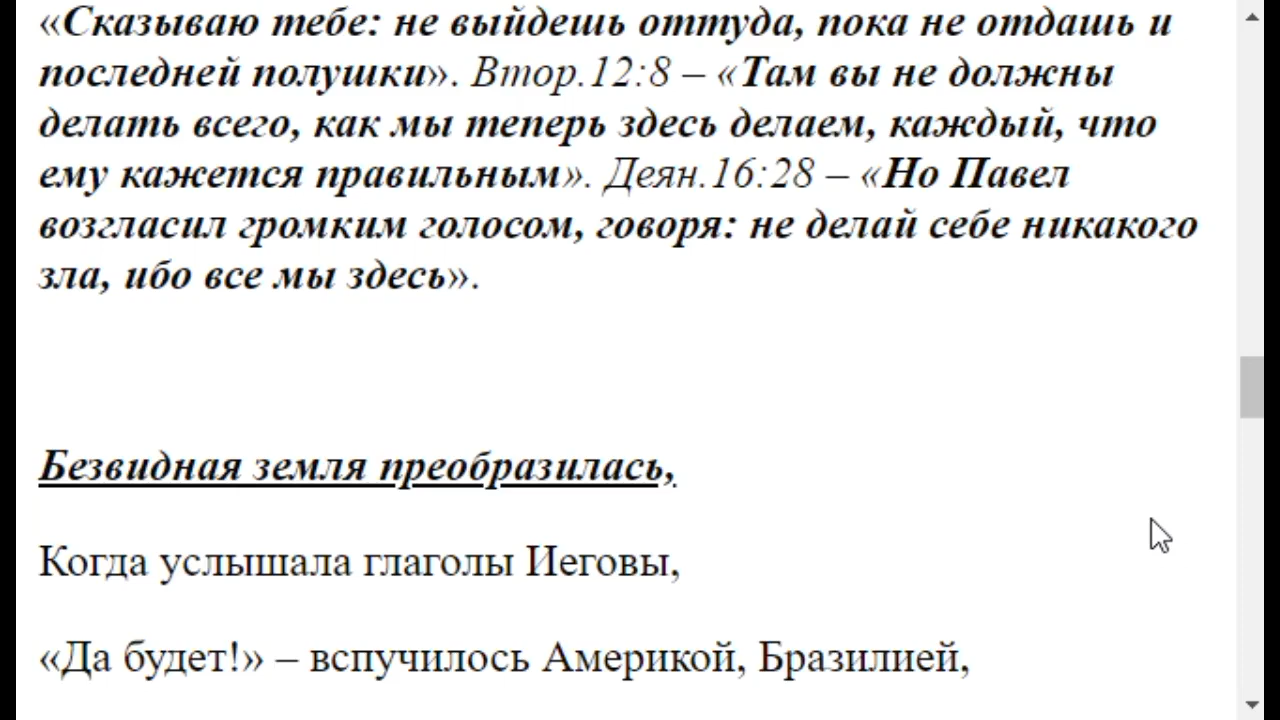 «Сказываю тебе: не выйдешь оттуда, пока не отдашь и
последней полушки». Втор.12:8 – «Там вы не должны
делать всего, как мы теперь здесь делаем, каждый, что
ему кажется правильным». Деян.16:28 – «Но Павел
возгласил громким голосом, говоря: не делай себе никакого
зла, ибо все мы здесь».
Безвидная земля преобразилась,
Когда услышала глаголы Иеговы,
«Да будет!» – вспучилось Америкой, Бразилией,